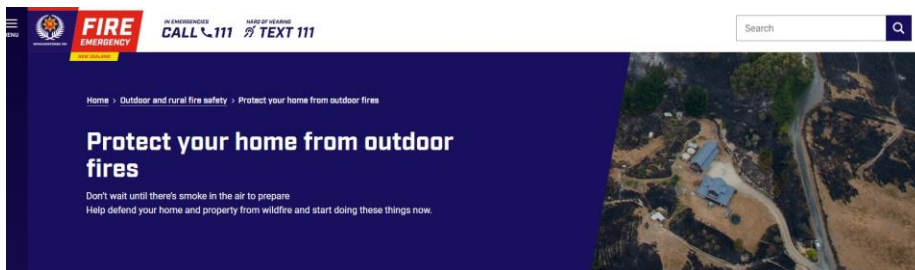 MENU
FIRE
EMERGENCY
NEW ZEALAND
IN EMERGENCIES
CALL 111
HARD OF HEARING
TEXT 111
Search
Home > Outdoor and rural fire safety > Protect your home from outdoor fires
Protect your home from outdoor
fires
Don't wait until there's smoke in the air to prepare
Help defend your home and property from wildfire and start doing these things now.